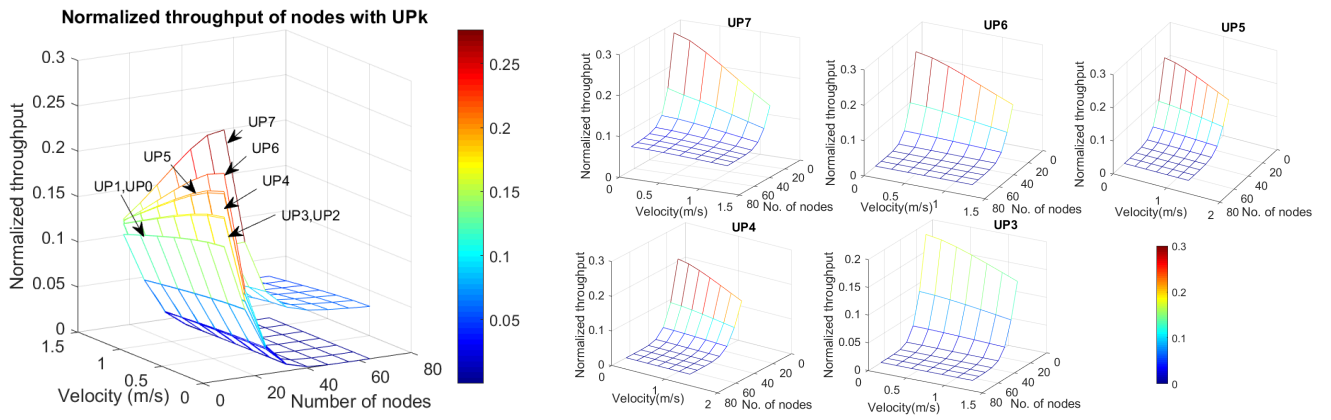 Normalized throughput of nodes with UPk
0.3
0.25
0.2
0.15
0.1
0.05
0
Normalized throughput
UP7
UP6
UP5
UP4
UP1,UP0
UP3,UP2
1.5
1
0.5
0
Velocity (m/s)
0
20
40
60
80
Number of nodes
0.25
0.2
0.15
0.1
0.05
UP7
0.3
0.2
0.1
0
Normalized throughput
0
0.5
1
1.5
Velocity(m/s)
80
60
40
20
0
No. of nodes
UP6
0.3
0.2
0.1
0
Normalized throughput
0
0.5
1
1.5
Velocity(m/s)
80
60
40
20
0
No. of nodes
UP5
0.3
0.2
0.1
0
Normalized throughput
0
1
2
Velocity(m/s)
80
60
40
20
0
No. of nodes
UP4
0.3
0.2
0.1
0
Normalized throughput
0
1
2
Velocity(m/s)
80
60
40
20
0
No. of nodes
UP3
0.2
0.15
0.1
0.05
0
Normalized throughput
0
0.5
1
1.5
Velocity(m/s)
80
60
40
20
0
No. of nodes
0.3
0.2
0.1
0